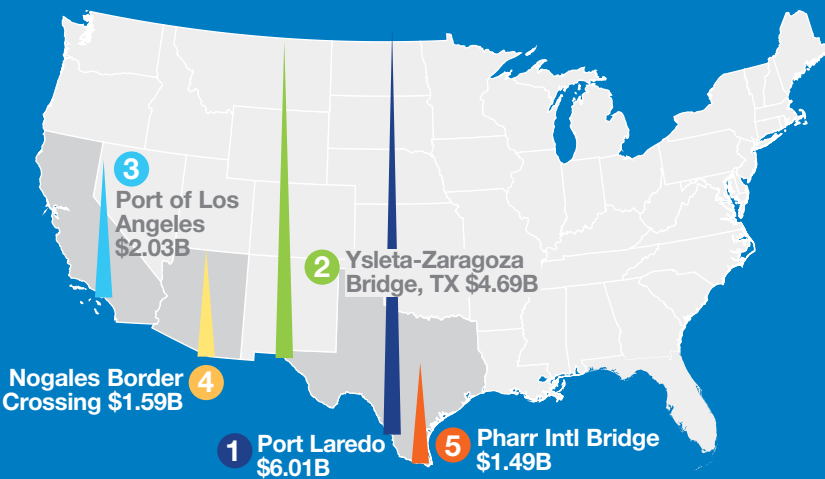 3
Port of Los
Angeles
$2.03B
2
Ysleta-Zaragoza
Bridge, TX $4.69B
Nogales Border
Crossing $1.59B
4
1
Port Laredo
$6.01B
5
Pharr Intl Bridge
$1.49B